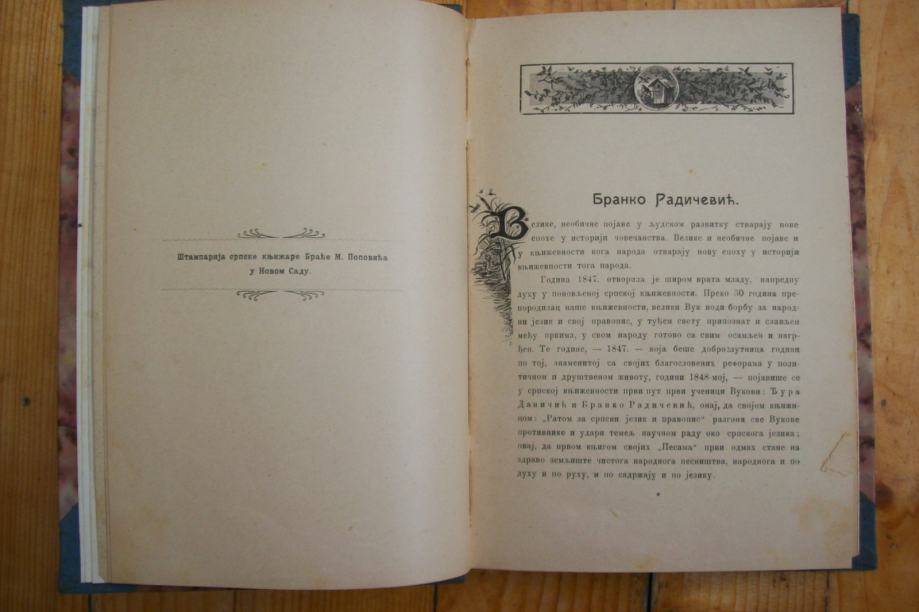 Штампарија српске књижаре Браће М. Поповића
у Новом Саду.
Бранко Радичевић.
Велике, необичне појаве у људском развитку стварају нове
епохе у историји човечанства. Велике и необичне појаве и
у књижевности кога народа отварају нову епоху у историји
књижевности тога народа.
Година 1847. отворила је широм врата младу, напредну
духу у поновљеној српској књижевности. Преко 30 година пре-
породилац наше књижевности, велики Вук води борбу за народ-
ни језик и свој правопис, у туђем свету припознат и слављен
међу првима, у свом народу готово са свим осамљен и нагр-
ђен. Те године, — 1847. — која беше доброглутница години
по тој, знаменитој са својих благословених реформа у поли-
тичном и друштвеном животу, години 1848-мој, — појавише се
у српској књижевности први пут први ученици Вукови: Ђура
Даничић и Бранко Радичевић, онај, да својом књижи-
цом: „Ратом за српски језик и правопис“ разгони све Вукове
противнике и удари темељ научном раду око српскога језика;
овај, да првом књигом својих „Песама“ први одмах стане на
здраво земљиште чистога народнога песништва, народнога и по
духу и по руху, и по садржају и по језику.
*